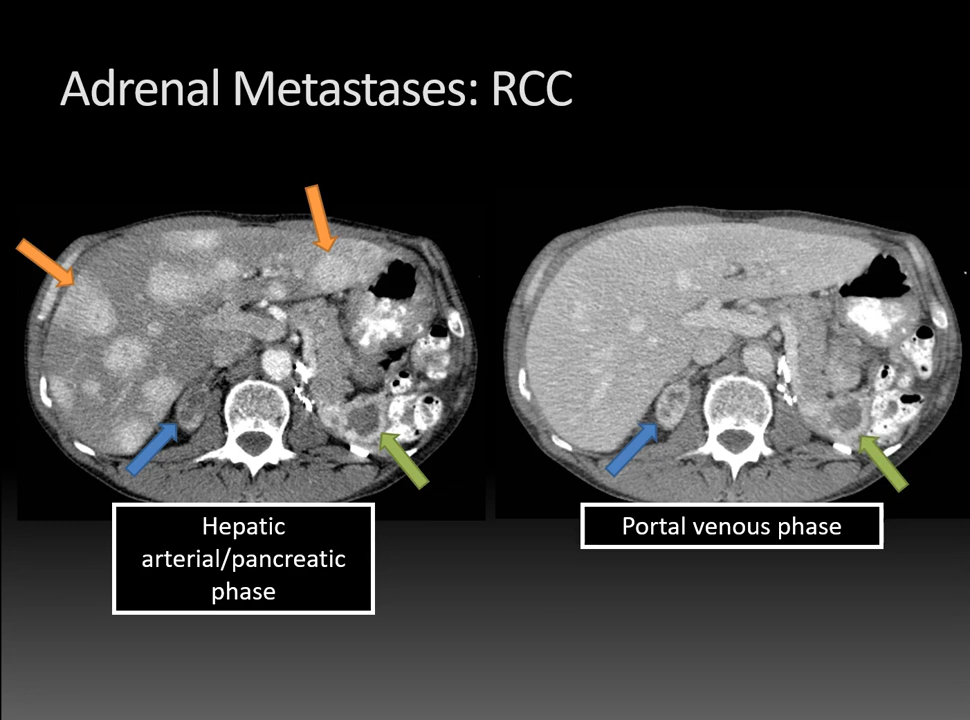 Adrenal Metastases: RCC
Hepatic
arterial/pancreatic
phase
Portal venous phase